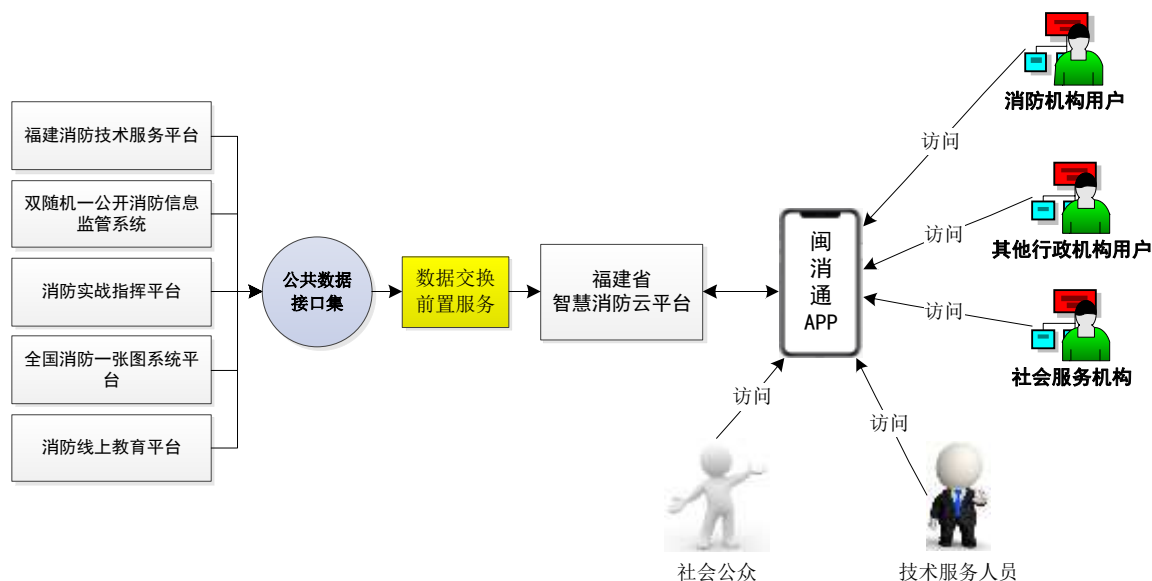 福建消防技术服务平台
双随机一公开消防信息
监管系统
消防实战指挥平台
全国消防一张图系统平
台
消防线上教育平台
公共数据
接口集
数据交换
前置服务
福建省
智慧消防云平台
闽
消
通
APP
访问
消防机构用户
访问
其他行政机构用户
访问
社会服务机构
访问
社会公众
访问
技术服务人员